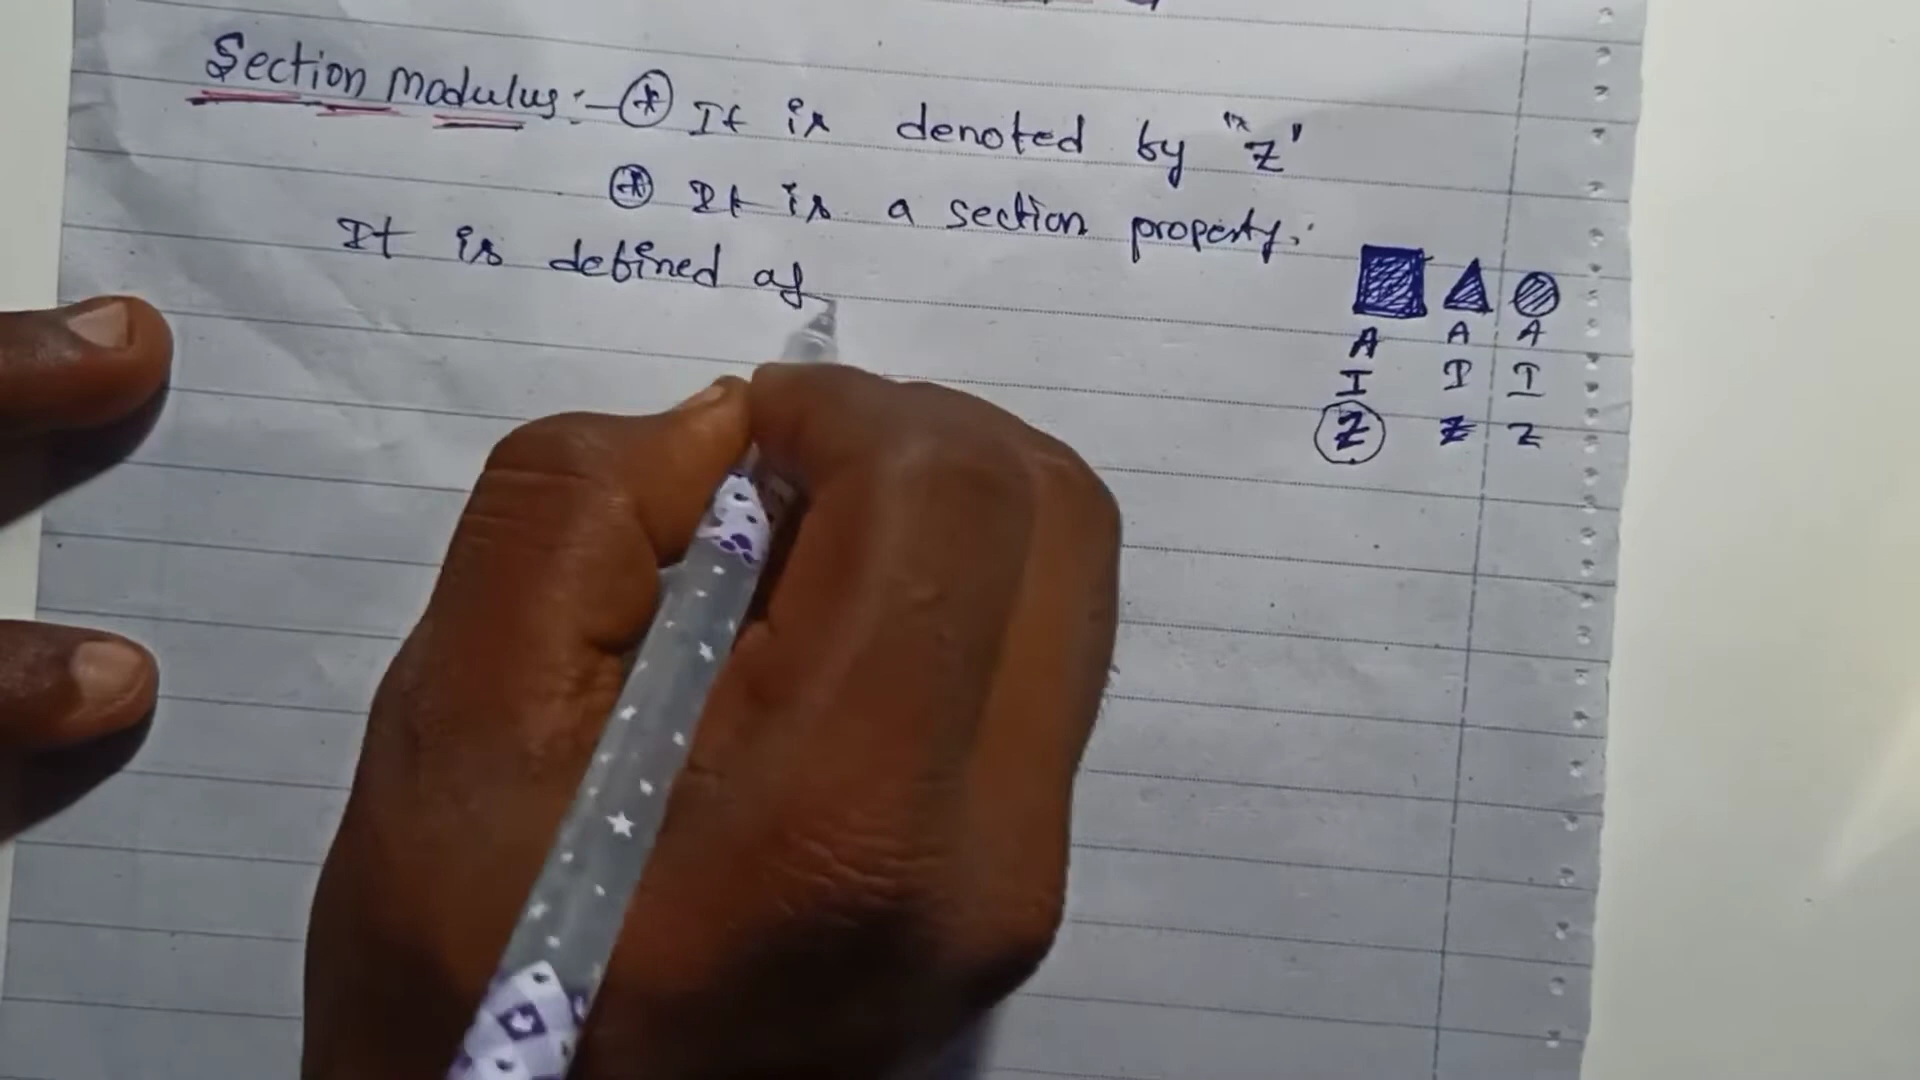 Section modulus:- * It is denoted by "Z"
* It is a section property.
It is defined as
A A A
I I I
Z Z Z